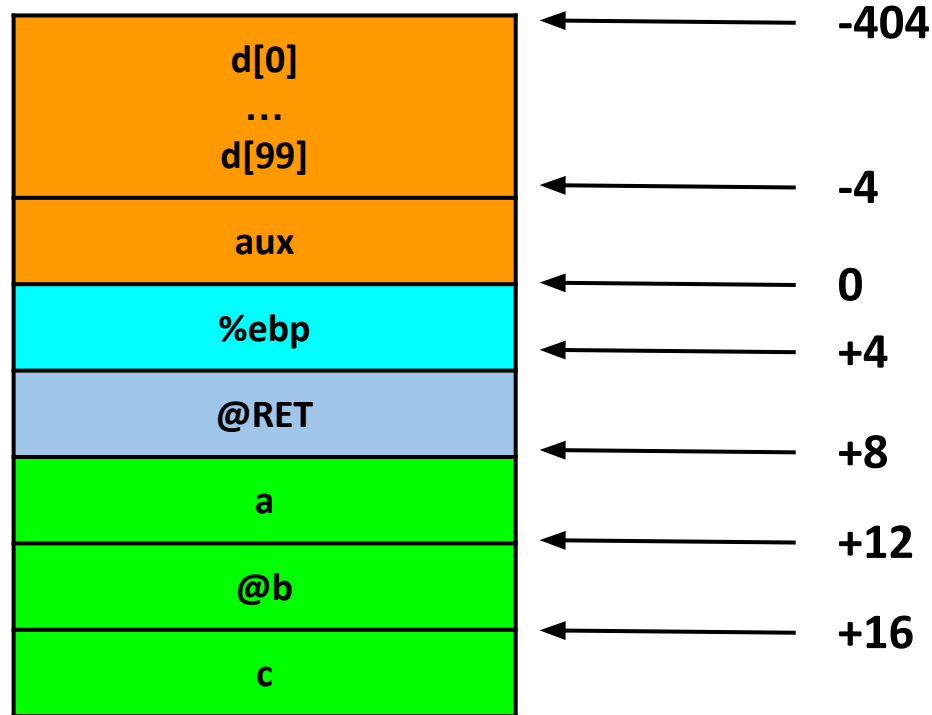 -404
d[0]
...
d[99]
-4
aux
0
%ebp
+4
@RET
+8
a
+12
@b
+16
c